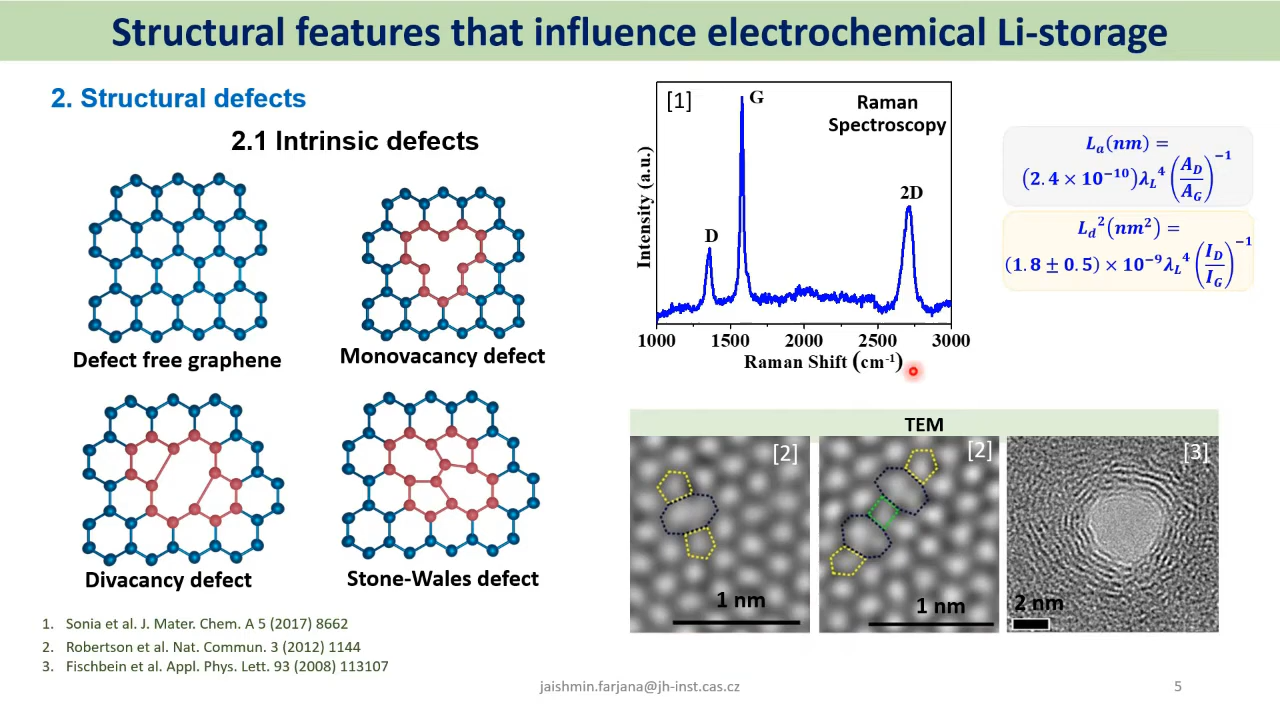 Structural features that influence electrochemical Li-storage
2. Structural defects
2.1 Intrinsic defects
Defect free graphene
Monovacancy defect
Divacancy defect
Stone-Wales defect
1. Sonia et al. J. Mater. Chem. A 5 (2017) 8662
2. Robertson et al. Nat. Commun. 3 (2012) 1144
3. Fischbein et al. Appl. Phys. Lett. 93 (2008) 113107
[1]
G
Raman
Spectroscopy
2D
D
Intensity (a.u.)
1000 1500 2000 2500 3000
Raman Shift (cm⁻¹)
L_a(nm) =
(2.4 × 10⁻¹⁰)λ_L⁴ (A_D/A_G)⁻¹
L_d²(nm²) =
(1.8 ± 0.5) × 10⁻⁹λ_L⁴ (I_D/I_G)⁻¹
TEM
[2]
1 nm
[2]
1 nm
[3]
2 nm
jaishmin.farjana@jh-inst.cas.cz
5